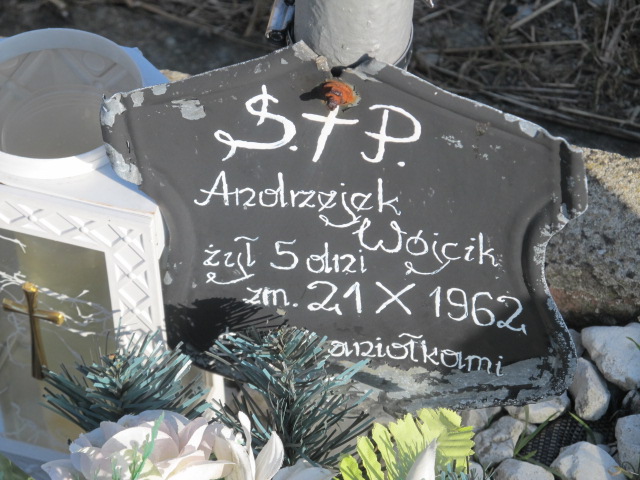 Ś. † P.
Andrzejek
Wójcik
żył 5 dni
zm. 21 X 1962
aniołkami